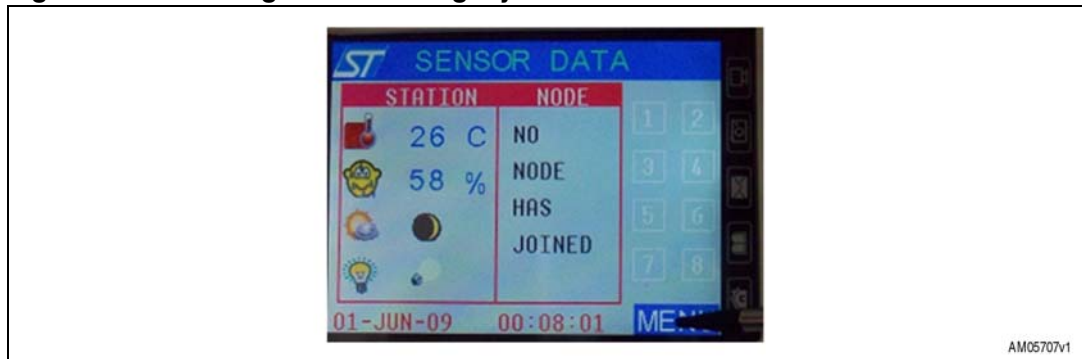 ST SENSOR DATA
STATION NODE
26 C NO
58 % NODE
HAS
JOINED
1 2
3 4
5 6
7 8
01-JUN-09 00:08:01
AM05707v1